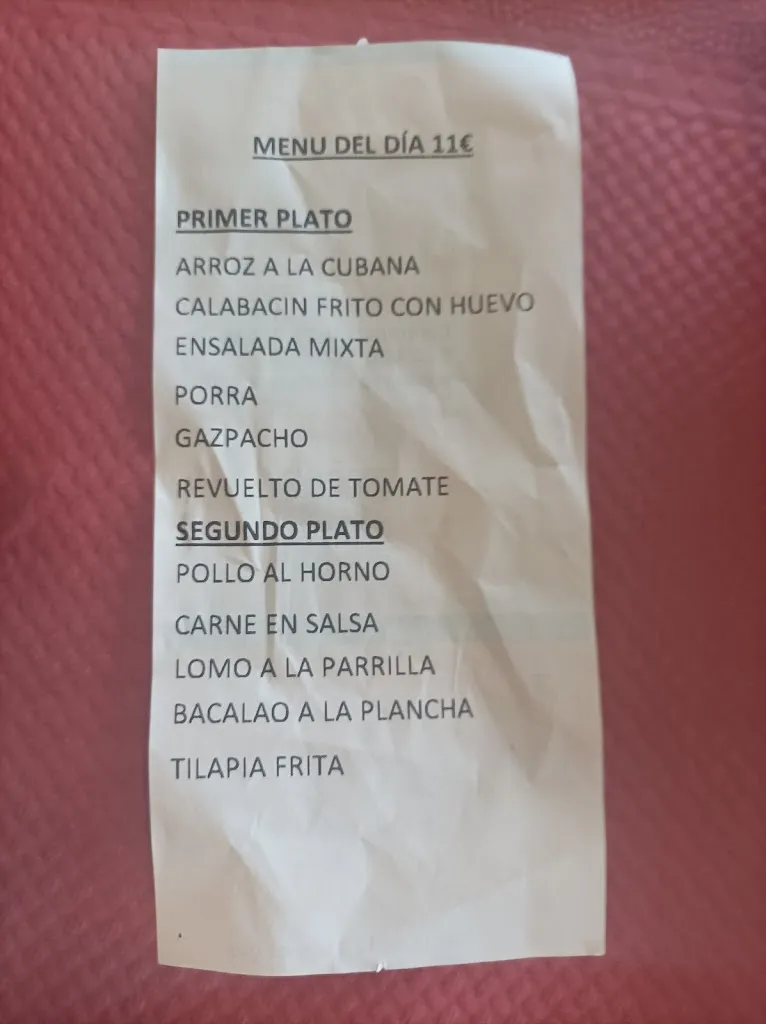 MENU DEL DÍA 11€
PRIMER PLATO
ARROZ A LA CUBANA
CALABACIN FRITO CON HUEVO
ENSALADA MIXTA
PORRA
GAZPACHO
REVUELTO DE TOMATE
SEGUNDO PLATO
POLLO AL HORNO
CARNE EN SALSA
LOMO A LA PARRILLA
BACALAO A LA PLANCHA
TILAPIA FRITA